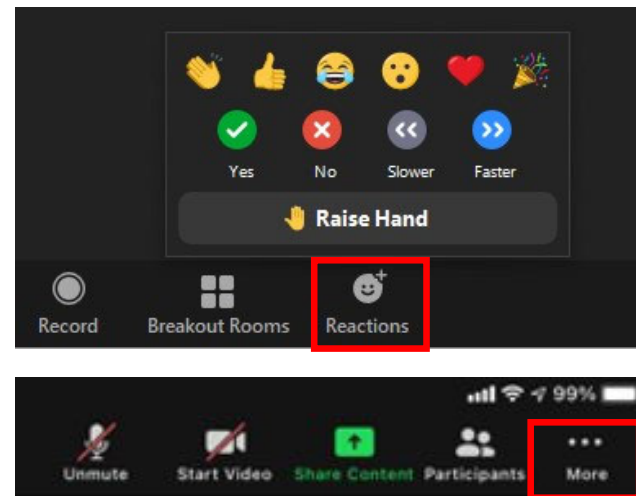 Yes No Slower Faster
Raise Hand
Record Breakout Rooms Reactions
99%
Unmute Start Video Share Content Participants More